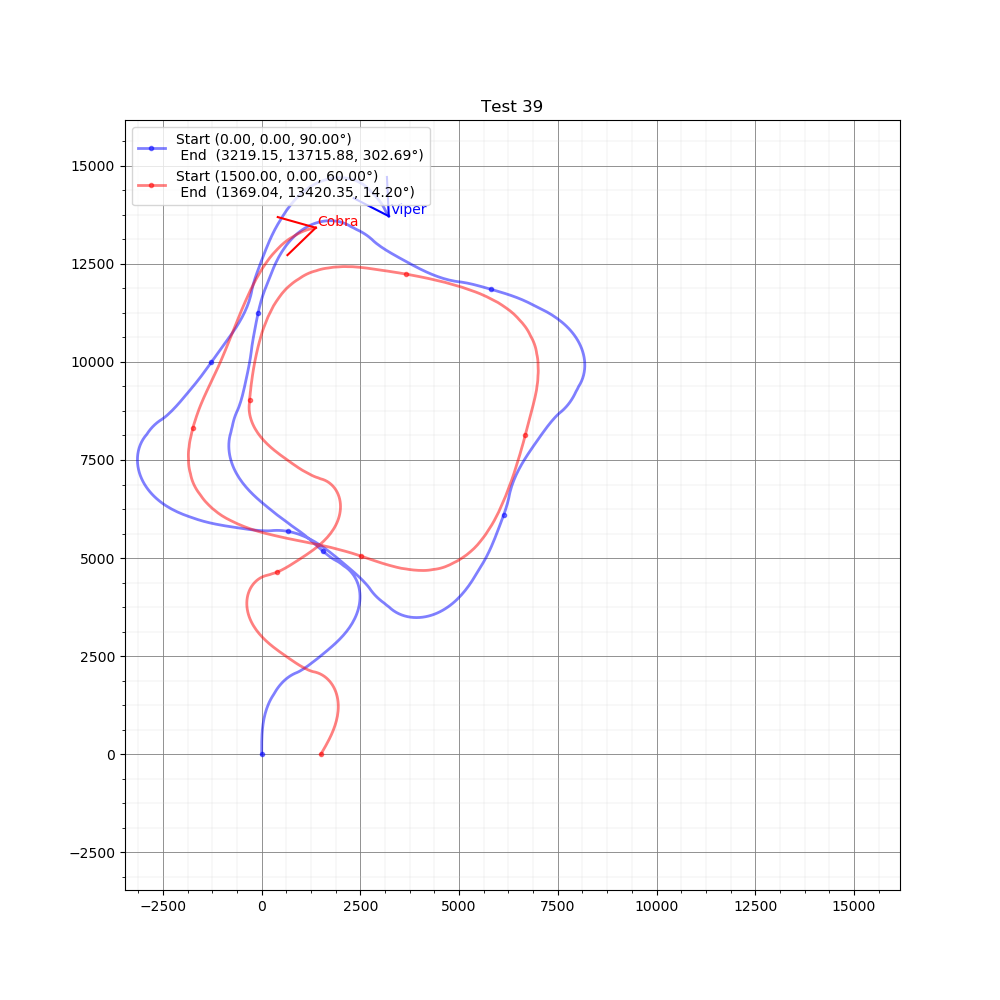 Test 39
Start (0.00, 0.00, 90.00°)
End (3219.15, 13715.88, 302.69°)
Start (1500.00, 0.00, 60.00°)
End (1369.04, 13420.35, 14.20°)
Viper
Cobra
15000
12500
10000
7500
5000
2500
0
−2500
−2500 0 2500 5000 7500 10000 12500 15000